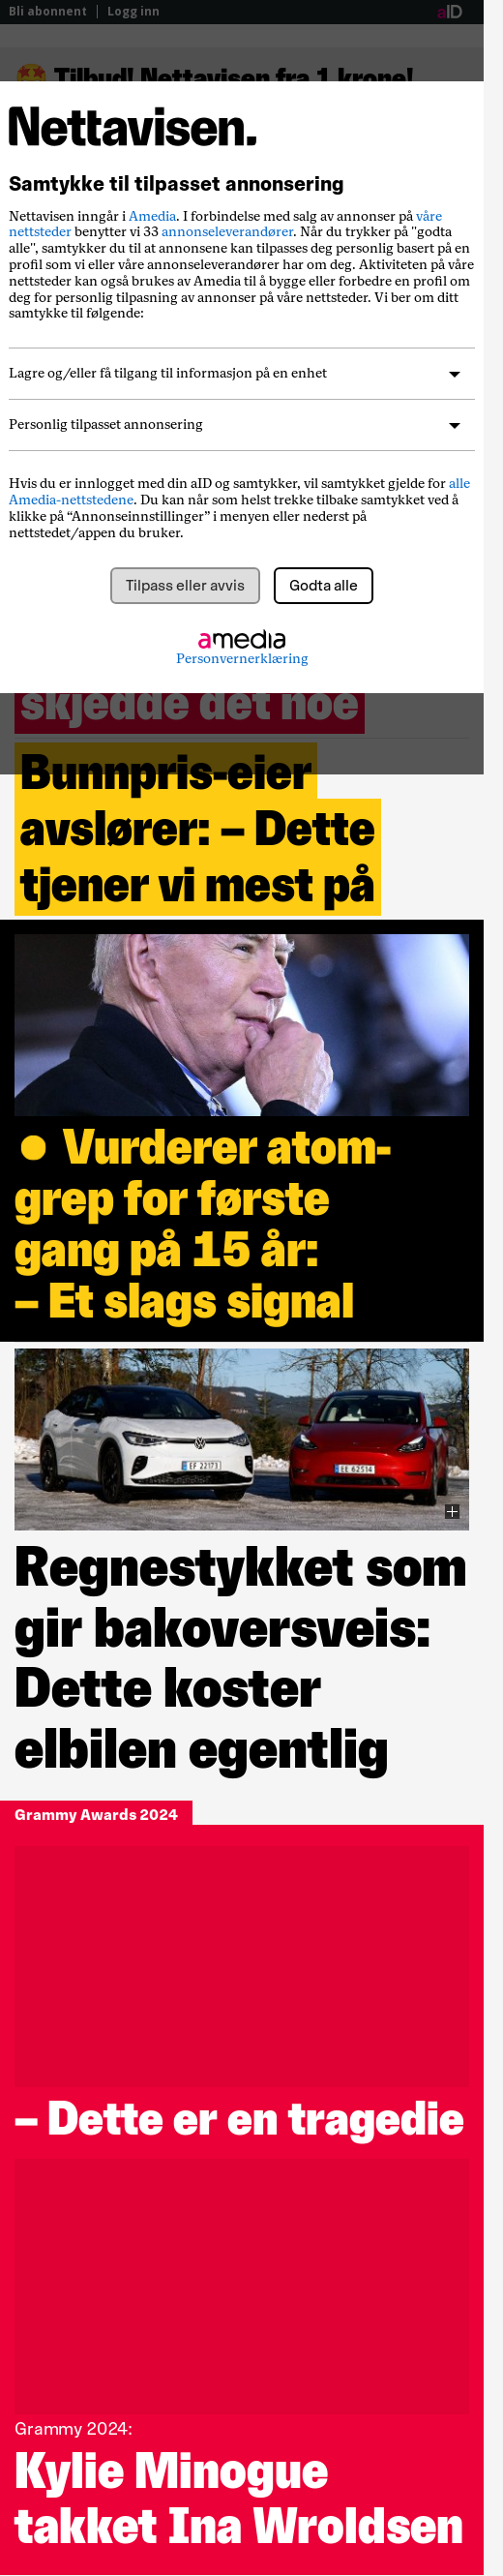 Bli abonnent | Logg inn
aID
🤩 Tilbud! Nettavisen fra 1 krone!
Nettavisen.
Samtykke til tilpasset annonsering
Nettavisen inngår i Amedia. I forbindelse med salg av annonser på våre
nettsteder benytter vi 33 annonseleverandører. Når du trykker på "godta
alle", samtykker du til at annonsene kan tilpasses deg personlig basert på en
profil som vi eller våre annonseleverandører har om deg. Aktiviteten på våre
nettsteder kan også brukes av Amedia til å bygge eller forbedre en profil om
deg for personlig tilpasning av annonser på våre nettsteder. Vi ber om ditt
samtykke til følgende:
Lagre og/eller få tilgang til informasjon på en enhet
Personlig tilpasset annonsering
Hvis du er innlogget med din aID og samtykker, vil samtykket gjelde for alle
Amedia-nettstedene. Du kan når som helst trekke tilbake samtykket ved å
klikke på “Annonseinnstillinger” i menyen eller nederst på
nettstedet/appen du bruker.
Tilpass eller avvis Godta alle
amedia
Personvernerklæring
skjedde det noe
Bunnpris-eier
avslører: – Dette
tjener vi mest på
● Vurderer atom-
grep for første
gang på 15 år:
– Et slags signal
EF 22173 EE 62514
Regnestykket som
gir bakoversveis:
Dette koster
elbilen egentlig
Grammy Awards 2024
– Dette er en tragedie
Grammy 2024:
Kylie Minogue
takket Ina Wroldsen